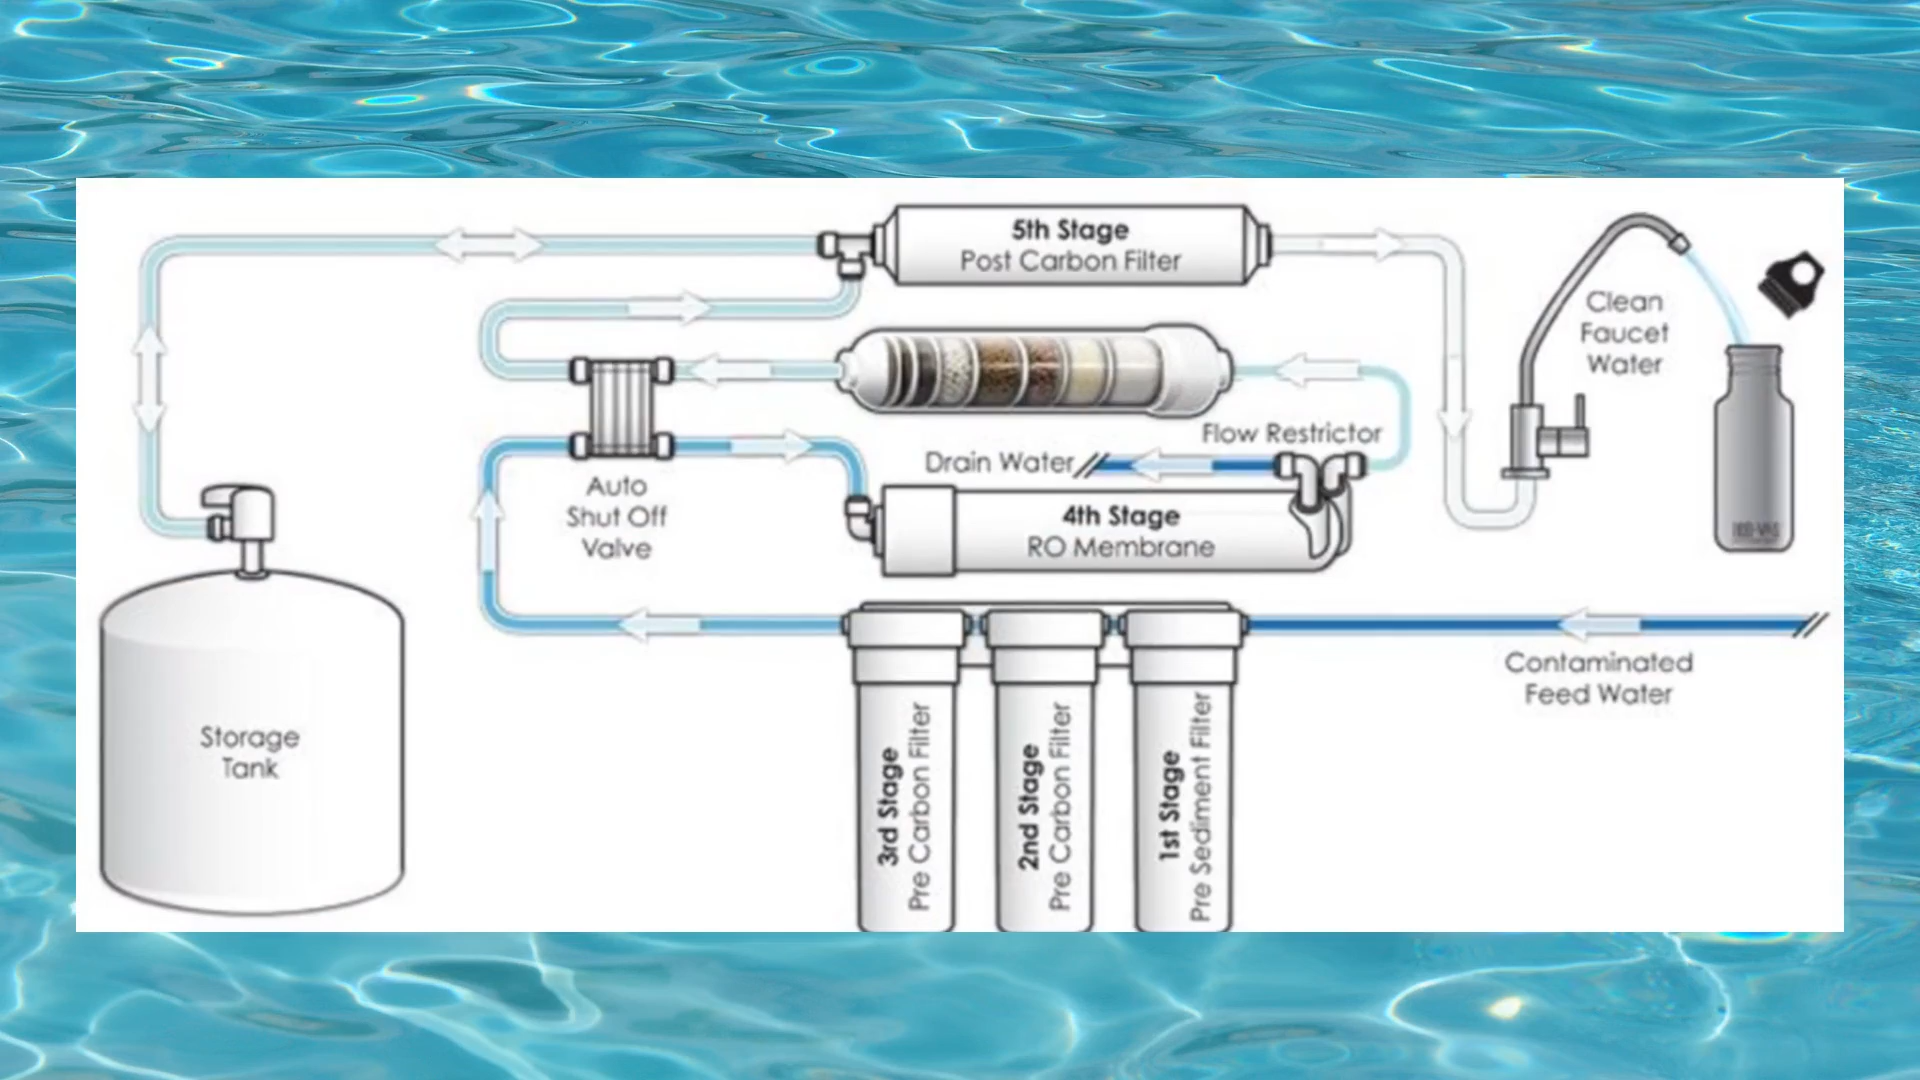 5th Stage
Post Carbon Filter
Clean
Faucet
Water
Flow Restrictor
Drain Water
Auto
Shut Off
Valve
4th Stage
RO Membrane
Contaminated
Feed Water
Storage
Tank
3rd Stage
Pre Carbon Filter
2nd Stage
Pre Carbon Filter
1st Stage
Pre Sediment Filter